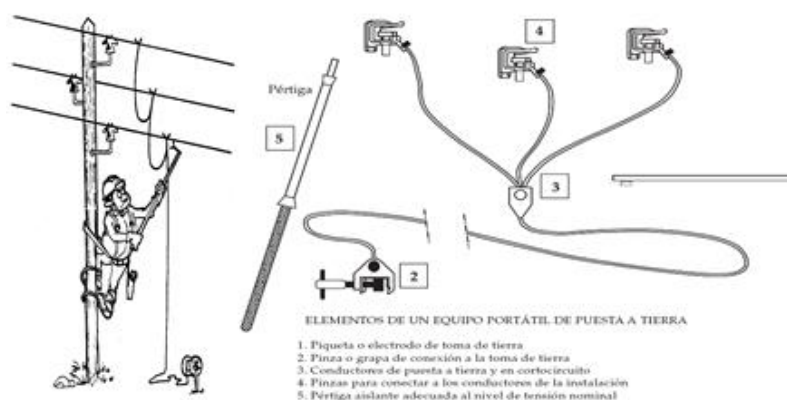 4
Pértiga
5
3
2
ELEMENTOS DE UN EQUIPO PORTÁTIL DE PUESTA A TIERRA
1. Piqueta o electrodo de toma de tierra
2. Pinza o grapa de conexión a la toma de tierra
3. Conductores de puesta a tierra y en cortocircuito
4. Pinzas para conectar a los conductores de la instalación
5. Pértiga aislante adecuada al nivel de tensión nominal